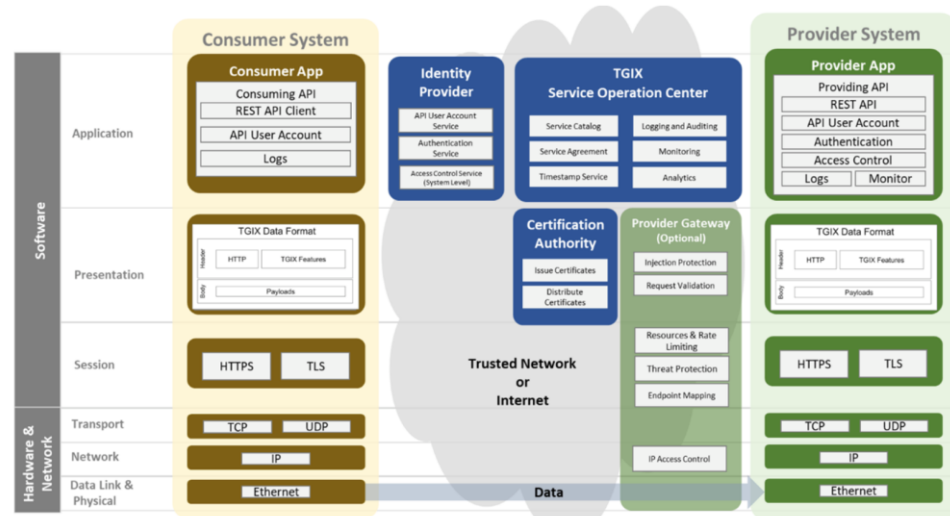 Consumer System
Provider System
Software
Hardware &
Network
Application
Presentation
Session
Transport
Network
Data Link &
Physical
Consumer App
Consuming API
REST API Client
API User Account
Logs
Identity
Provider
API User Account
Service
Authentication
Service
Access Control Service
(System Level)
TGIX
Service Operation Center
Service Catalog
Logging and Auditing
Service Agreement
Monitoring
Timestamp Service
Analytics
Provider App
Providing API
REST API
API User Account
Authentication
Access Control
Logs
Monitor
TGIX Data Format
Header
HTTP
TGIX Features
Body
Payloads
Certification
Authority
Issue Certificates
Distribute
Certificates
Provider Gateway
(Optional)
Injection Protection
Request Validation
Resources & Rate
Limiting
Threat Protection
Endpoint Mapping
IP Access Control
TGIX Data Format
Header
HTTP
TGIX Features
Body
Payloads
HTTPS
TLS
Trusted Network
or
Internet
HTTPS
TLS
TCP
UDP
TCP
UDP
IP
IP
Ethernet
Data
Ethernet